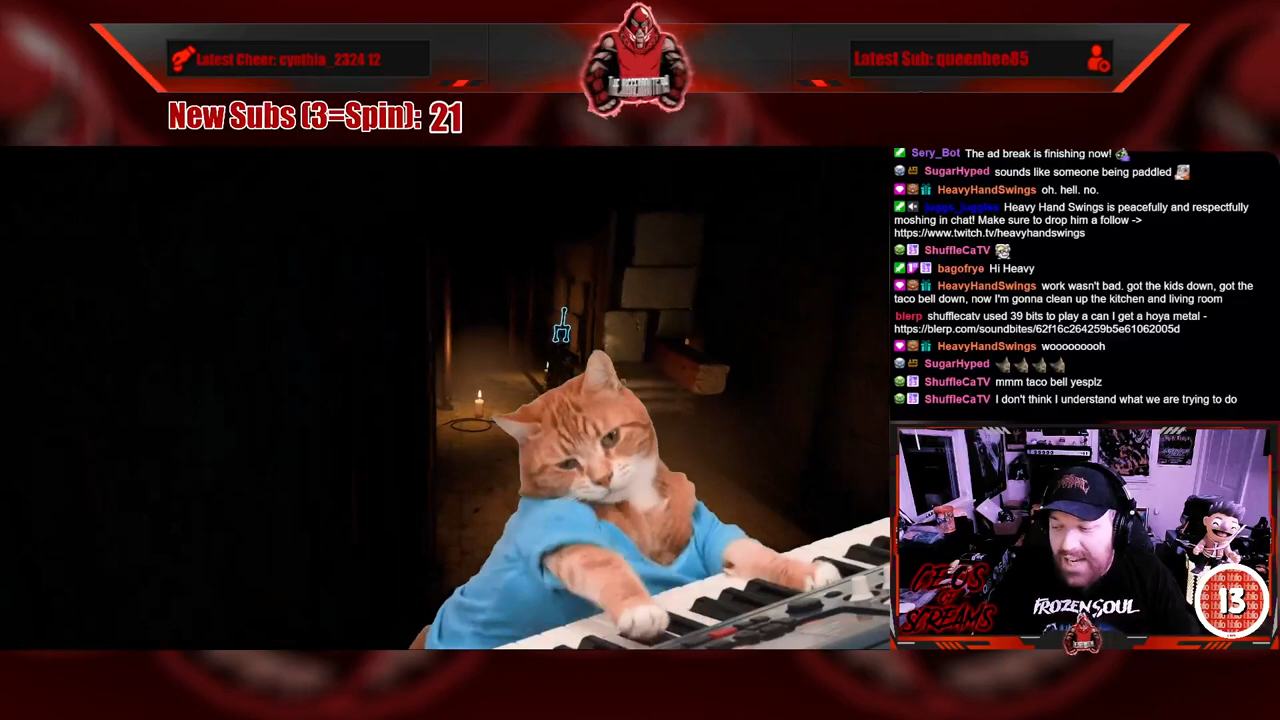 Latest Cheer: cynthia_2324 12
Latest Sub: queenbee85
New Subs (3=Spin): 21
Sery_Bot The ad break is finishing now!
SugarHyped sounds like someone being paddled
HeavyHandSwings oh. hell. no.
Heavy Hand Swings is peacefully and respectfully
moshing in chat! Make sure to drop him a follow ->
https://www.twitch.tv/heavyhandswings
ShuffleCaTV
bagofrye Hi Heavy
HeavyHandSwings work wasn't bad. got the kids down, got the
taco bell down, now I'm gonna clean up the kitchen and living room
blerp shufflecatv used 39 bits to play a can I get a hoya metal -
https://blerp.com/soundbites/62f16c264259b5e61062005d
HeavyHandSwings wooooooooh
SugarHyped
ShuffleCaTV mmm taco bell yesplz
ShuffleCaTV I don't think I understand what we are trying to do
FROZEN SOUL
13